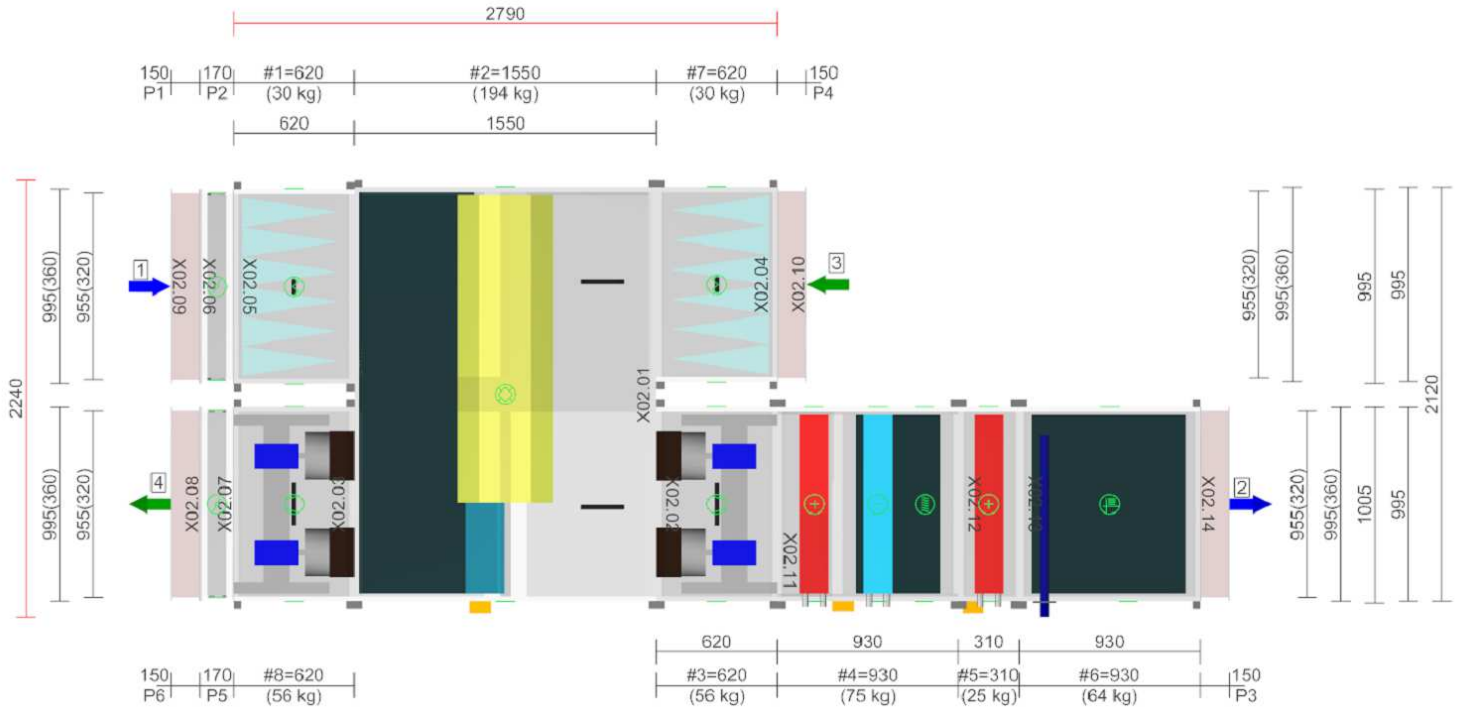 2790
150 170 #1=620 #2=1550 #7=620 150
P1 P2 (30 kg) (194 kg) (30 kg) P4
620 1550
2240
995(360)
955(320)
1
X02.09
X02.06
X02.05
X02.01
X02.04
X02.10
3
955(320)
995(360)
995
995
2120
995(360)
955(320)
4
X02.08
X02.07
X02.03
X02.02
X02.11
X02.12
X02.14
2
955(320)
995(360)
1005
995
620 930 310 930
150 170 #8=620 #3=620 #4=930 #5=310 #6=930 150
P6 P5 (56 kg) (56 kg) (75 kg) (25 kg) (64 kg) P3